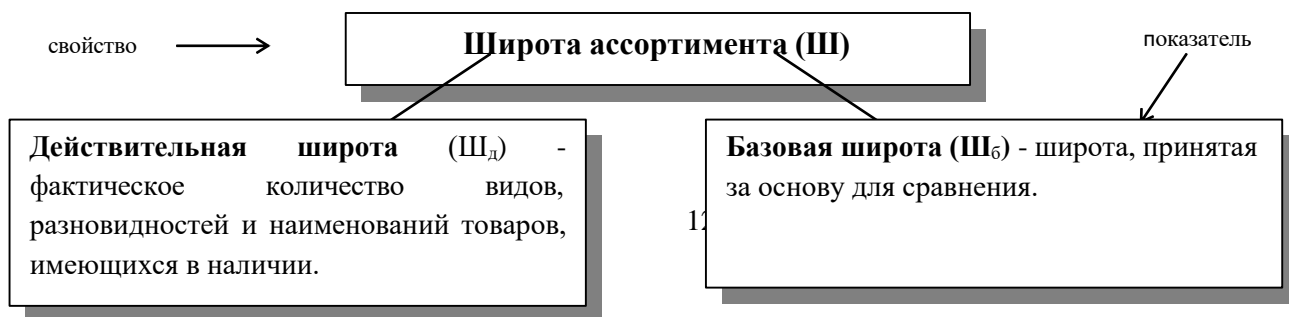 свойство
Широта ассортимента (Ш)
показатель
Действительная широта (Шд) -
фактическое количество видов,
разновидностей и наименований товаров,
имеющихся в наличии.
Базовая широта (Шб) - широта, принятая
за основу для сравнения.